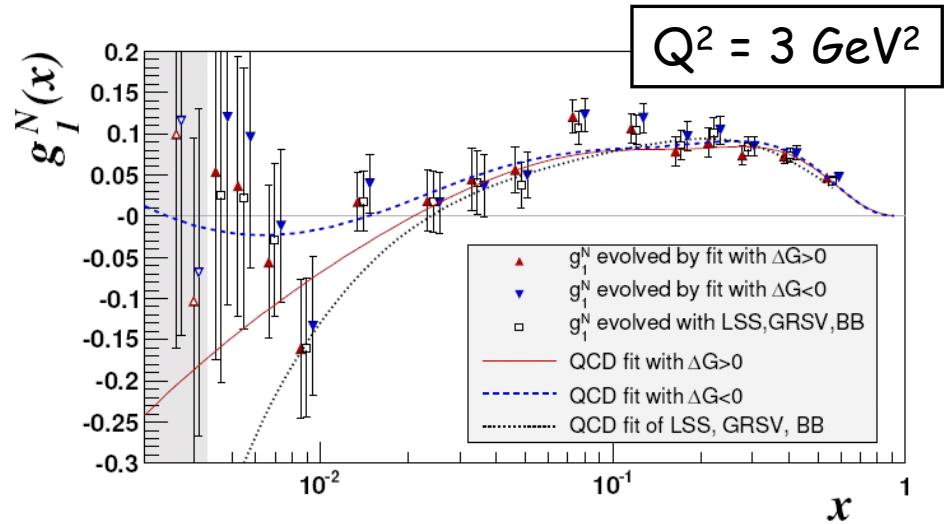 Q² = 3 GeV²
g₁ᴺ(x)
0.2
0.15
0.1
0.05
-0
-0.05
-0.1
-0.15
-0.2
-0.25
-0.3
g₁ᴺ evolved by fit with ΔG>0
g₁ᴺ evolved by fit with ΔG<0
g₁ᴺ evolved with LSS,GRSV,BB
QCD fit with ΔG>0
QCD fit with ΔG<0
QCD fit of LSS, GRSV, BB
10⁻² 10⁻¹ 1
x